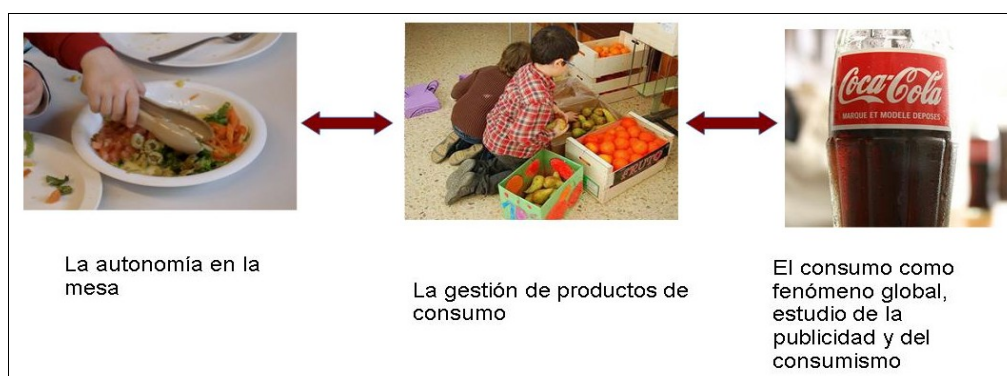 Coca-Cola
MARQUE ET MODELE DEPOSES
FRUTO
La autonomía en la
mesa
La gestión de productos de
consumo
El consumo como
fenómeno global,
estudio de la
publicidad y del
consumismo